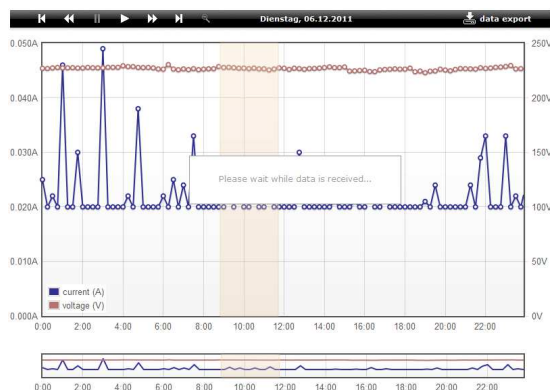 Dienstag, 06.12.2011
data export
0.050A
250V
0.040A
200V
0.030A
150V
Please wait while data is received...
0.020A
100V
0.010A
50V
current (A)
voltage (V)
0.000A
0V
0:00 2:00 4:00 6:00 8:00 10:00 12:00 14:00 16:00 18:00 20:00 22:00
0:00 2:00 4:00 6:00 8:00 10:00 12:00 14:00 16:00 18:00 20:00 22:00